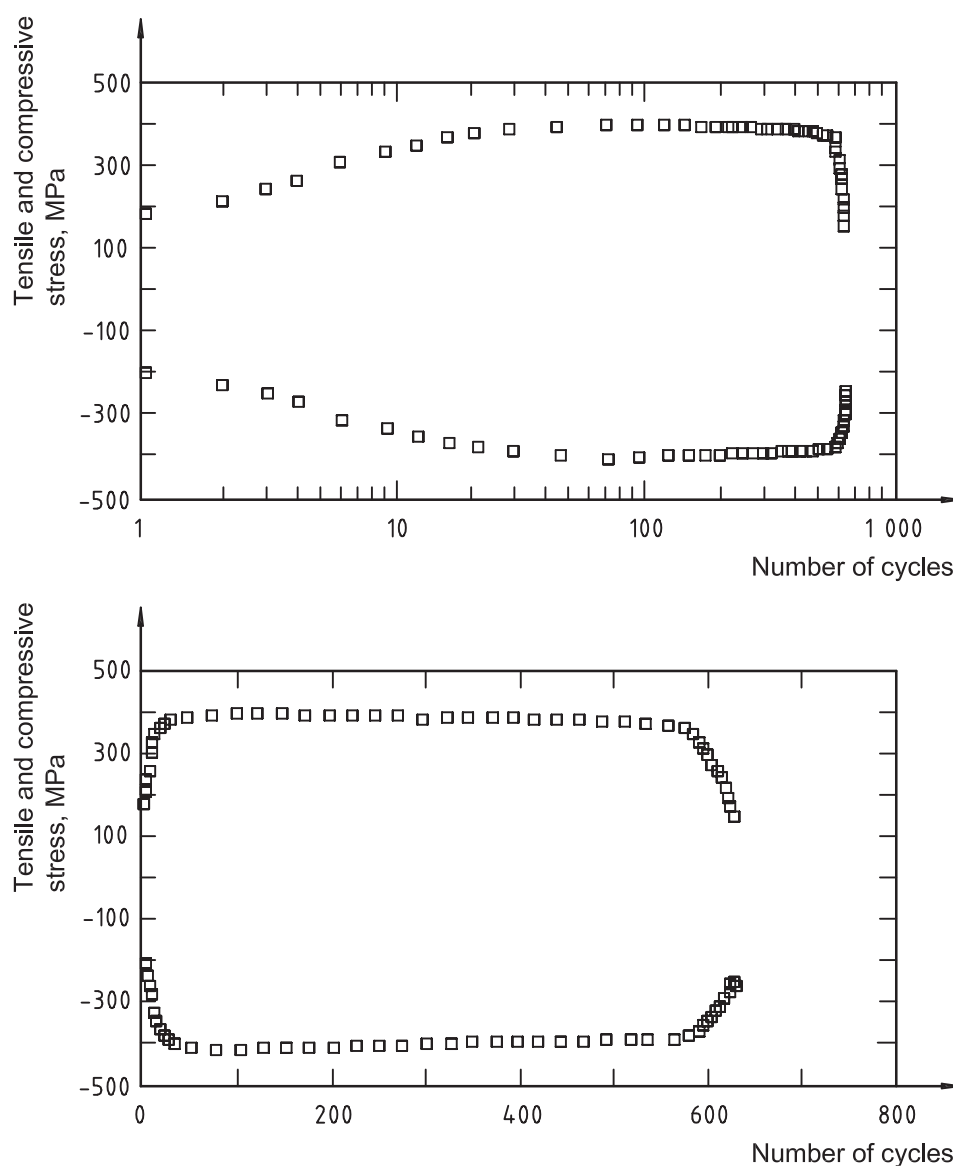 Tensile and compressive
stress, MPa
500
300
100
–100
–300
–500
1 10 100 1 000
Number of cycles
Tensile and compressive
stress, MPa
500
300
100
–100
–300
–500
0 200 400 600 800
Number of cycles